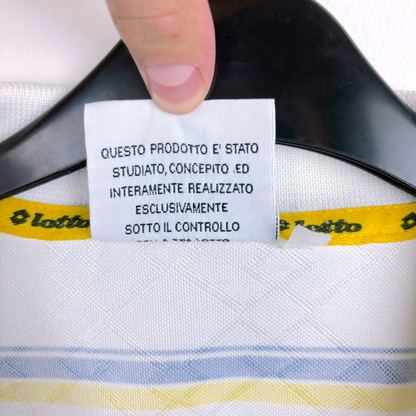 QUESTO PRODOTTO E' STATO
STUDIATO, CONCEPITO ED
INTERAMENTE REALIZZATO
ESCLUSIVAMENTE
SOTTO IL CONTROLLO
lotto
lotto